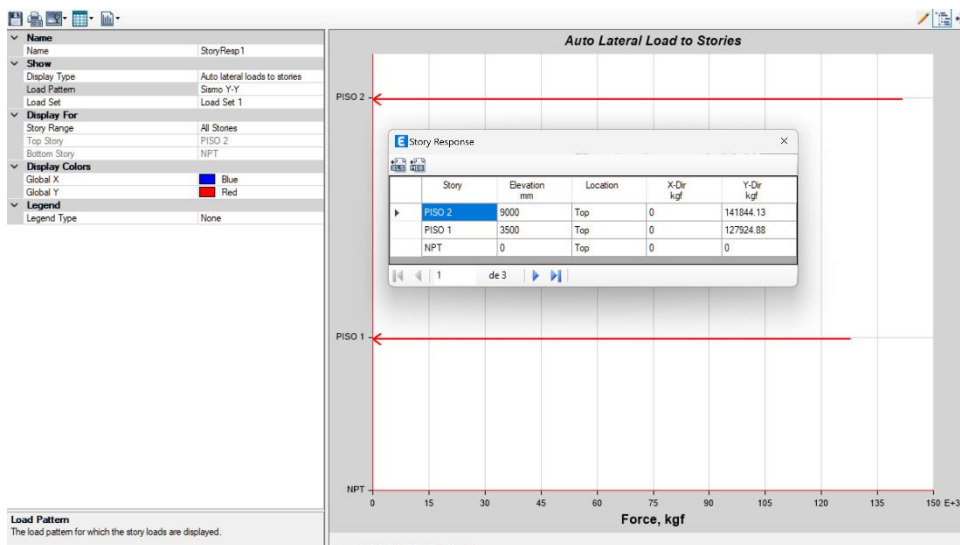 Name
Name StoryResp1
Show
Display Type Auto lateral loads to stories
Load Pattern Sismo Y-Y
Load Set Load Set 1
Display For
Story Range All Stories
Top Story PISO 2
Bottom Story NPT
Display Colors
Global X Blue
Global Y Red
Legend
Legend Type None
Load Pattern
The load pattern for which the story loads are displayed.
Auto Lateral Load to Stories
PISO 2
PISO 1
NPT
0 15 30 45 60 75 90 105 120 135 150 E+3
Force, kgf
E Story Response
Story Elevation Location X-Dir Y-Dir
mm kgf kgf
PISO 2 9000 Top 0 141844.13
PISO 1 3500 Top 0 127924.88
NPT 0 Top 0 0
1 de 3